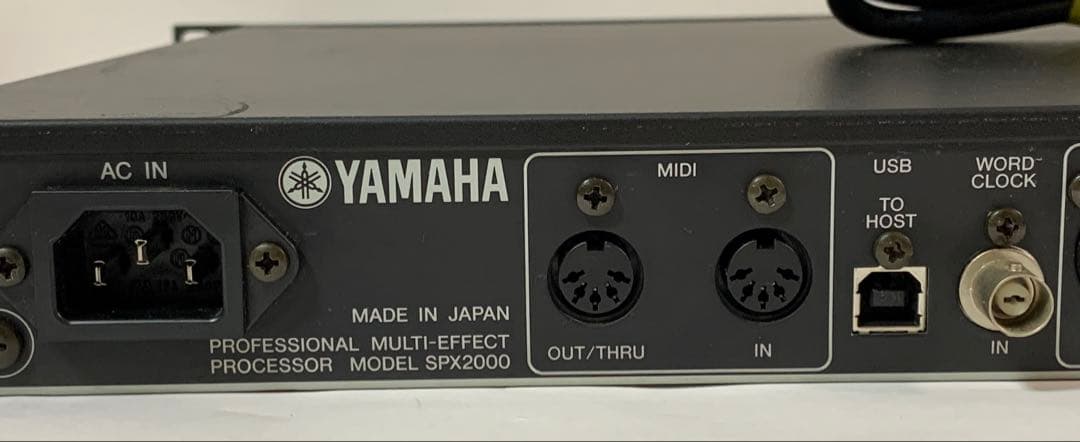 AC IN
YAMAHA
MADE IN JAPAN
PROFESSIONAL MULTI-EFFECT
PROCESSOR MODEL SPX2000
MIDI
OUT/THRU
IN
USB
TO
HOST
WORD
CLOCK
IN